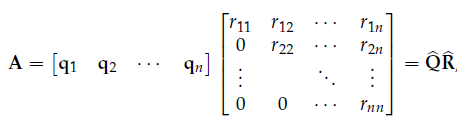 A = [q1 q2 ⋯ qn] [r11 r12 ⋯ r1n
0 r22 ⋯ r2n
⋮ ⋱ ⋮
0 0 ⋯ rnn] = Q̂R̂,